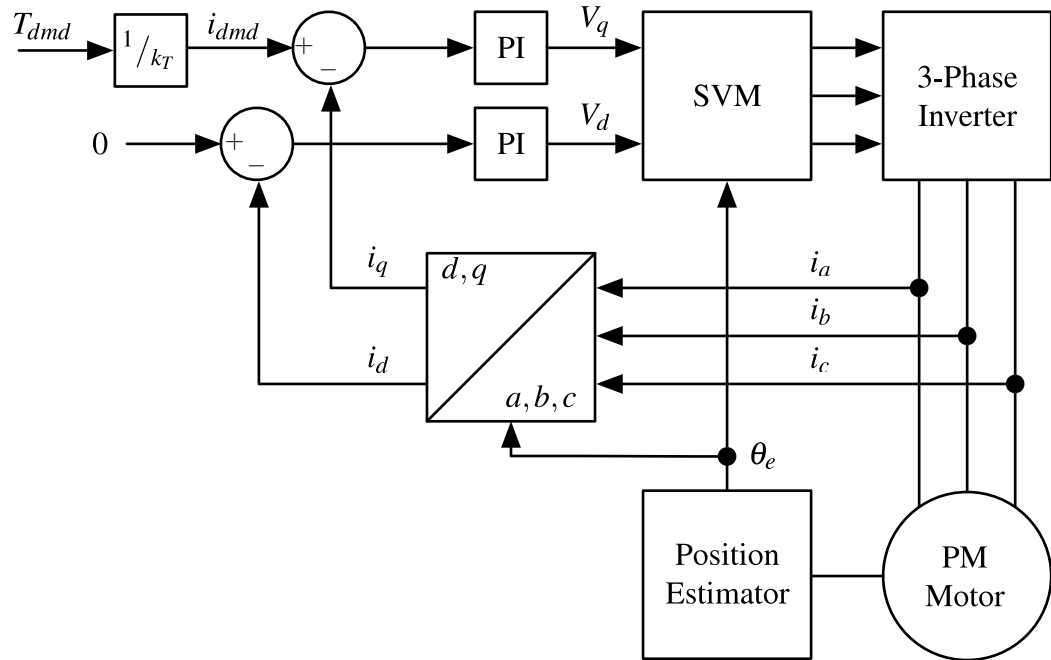 T_dmd
1/k_T
i_dmd
+
−
PI
V_q
SVM
3-Phase
Inverter
0
+
−
PI
V_d
i_q
d,q
i_a
i_b
i_d
i_c
a,b,c
θ_e
Position
Estimator
PM
Motor